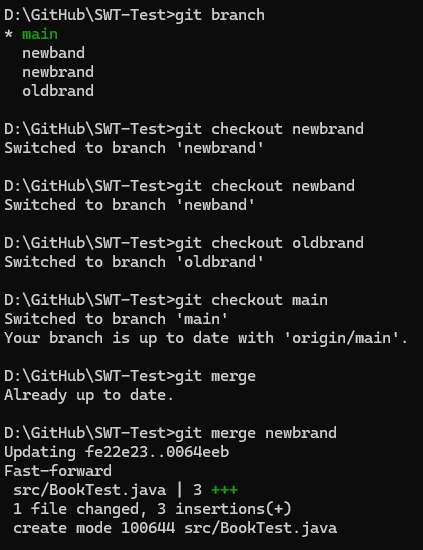 D:\GitHub\SWT-Test>git branch
* main
  newband
  newbrand
  oldbrand
D:\GitHub\SWT-Test>git checkout newbrand
Switched to branch 'newbrand'
D:\GitHub\SWT-Test>git checkout newband
Switched to branch 'newband'
D:\GitHub\SWT-Test>git checkout oldbrand
Switched to branch 'oldbrand'
D:\GitHub\SWT-Test>git checkout main
Switched to branch 'main'
Your branch is up to date with 'origin/main'.
D:\GitHub\SWT-Test>git merge
Already up to date.
D:\GitHub\SWT-Test>git merge newbrand
Updating fe22e23..0064eeb
Fast-forward
 src/BookTest.java | 3 +++
 1 file changed, 3 insertions(+)
 create mode 100644 src/BookTest.java